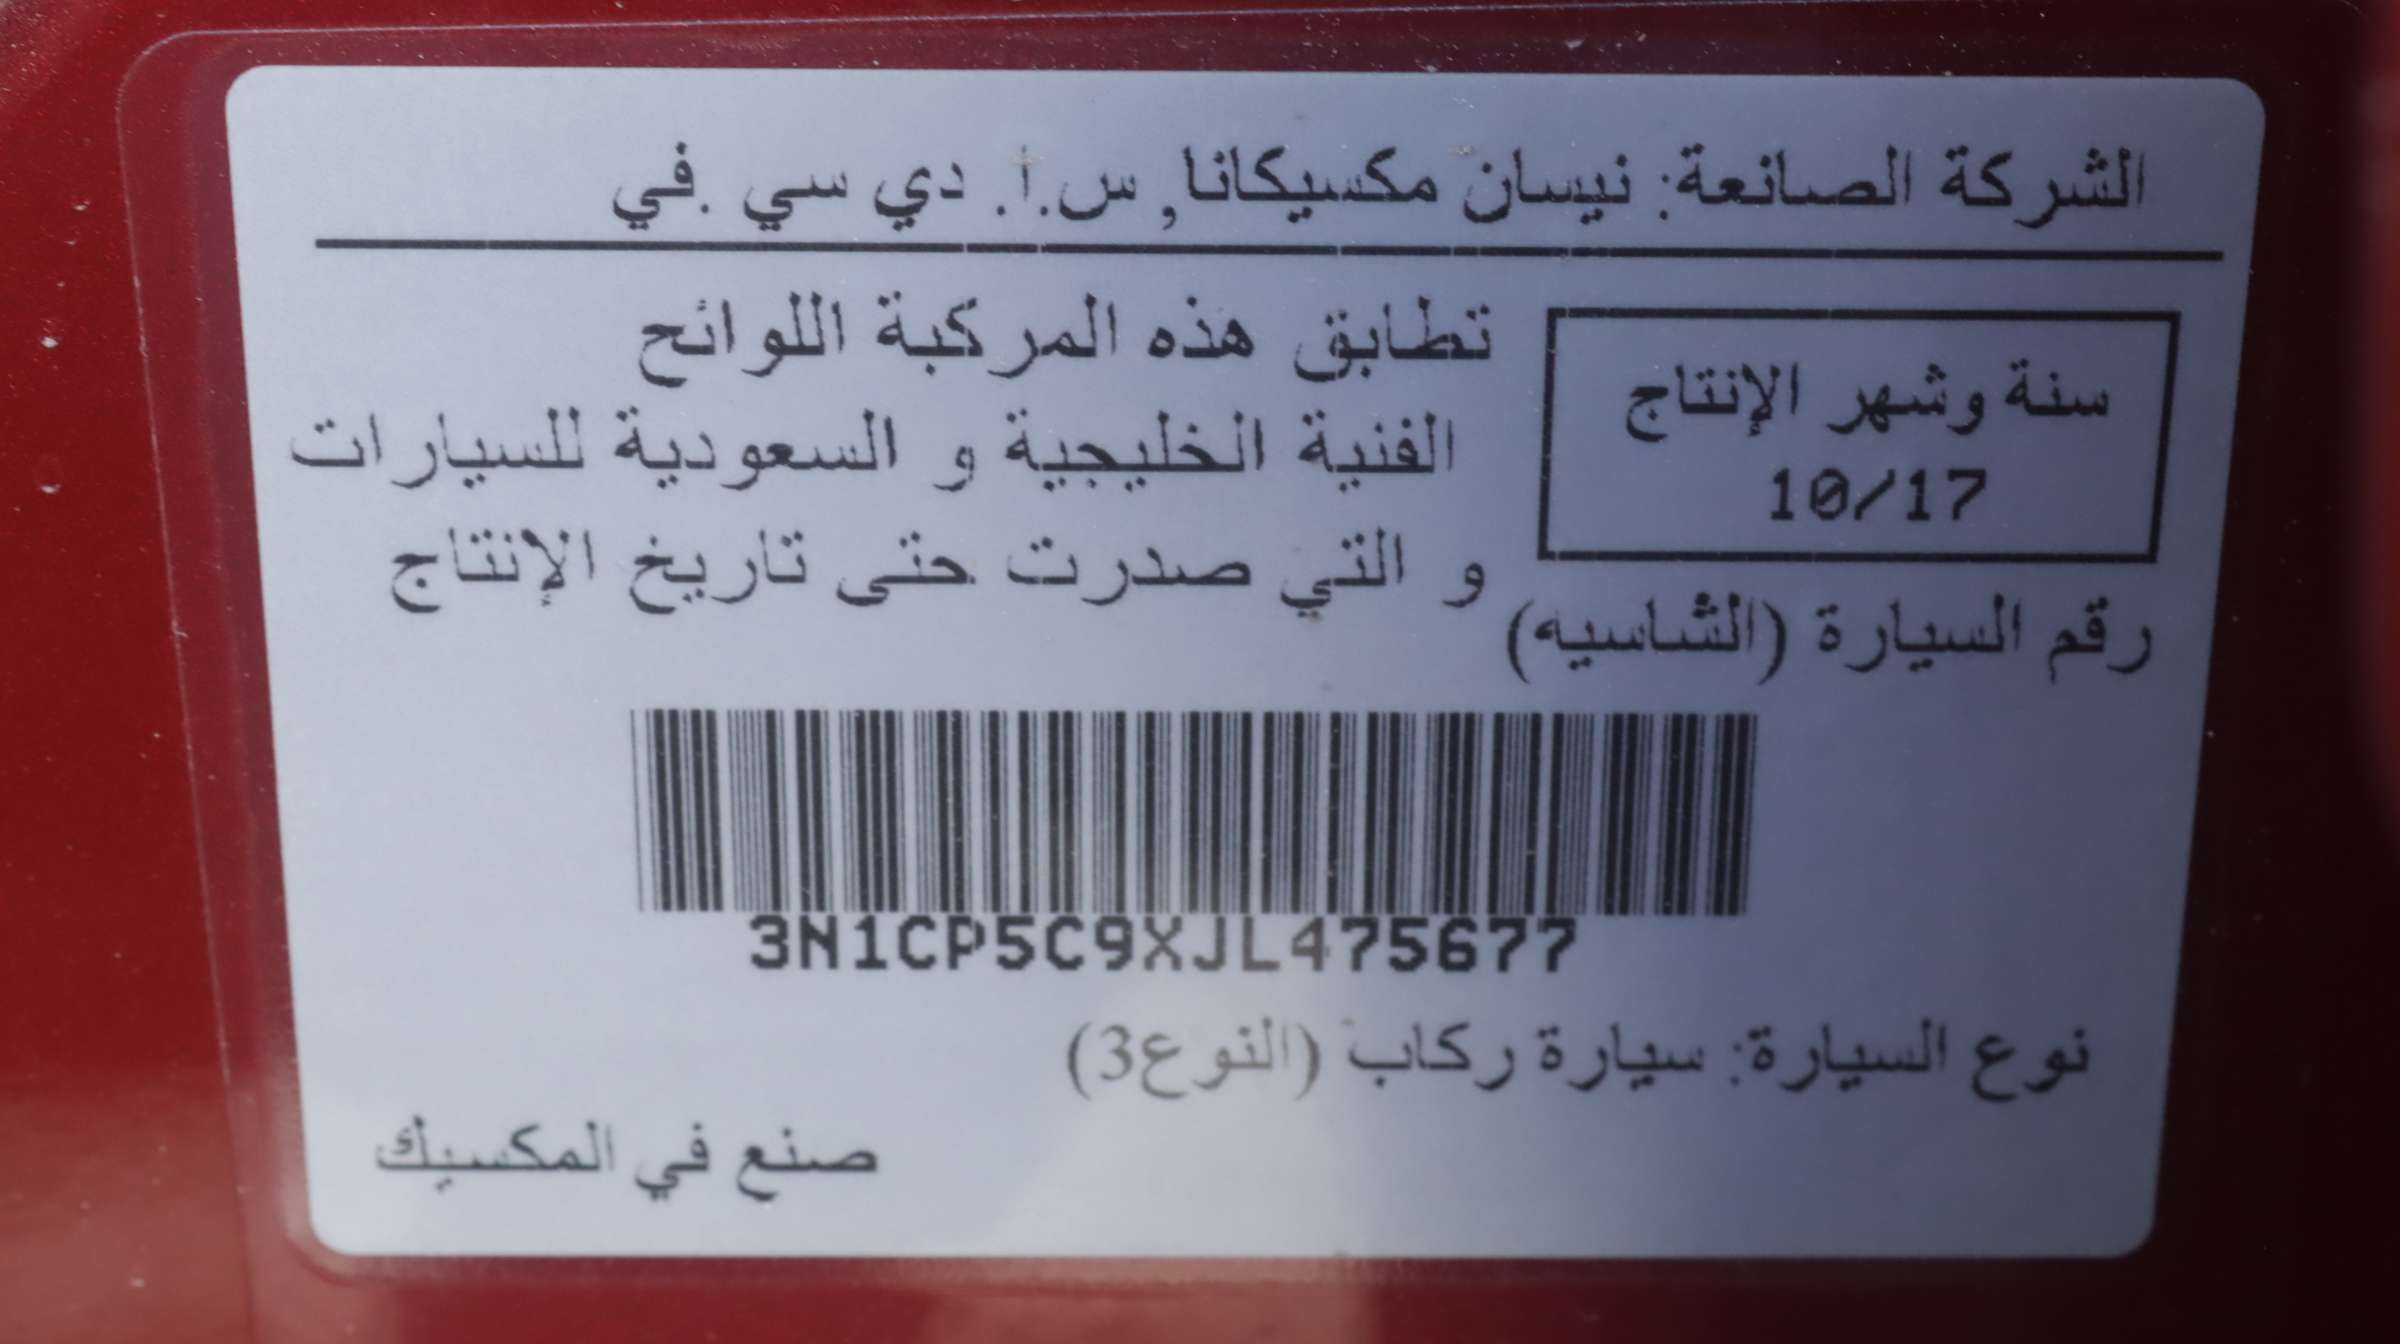 الشركة الصانعة: نيسان مكسيكانا, س.أ. دي سي .في
سنة وشهر الإنتاج
10/17
تطابق هذه المركبة اللوائح
الفنية الخليجية و السعودية للسيارات
و التي صدرت حتى تاريخ الإنتاج
رقم السيارة (الشاسيه)
3N1CP5C9XJL475677
نوع السيارة: سيارة ركاب (النوع3)
صنع في المكسيك